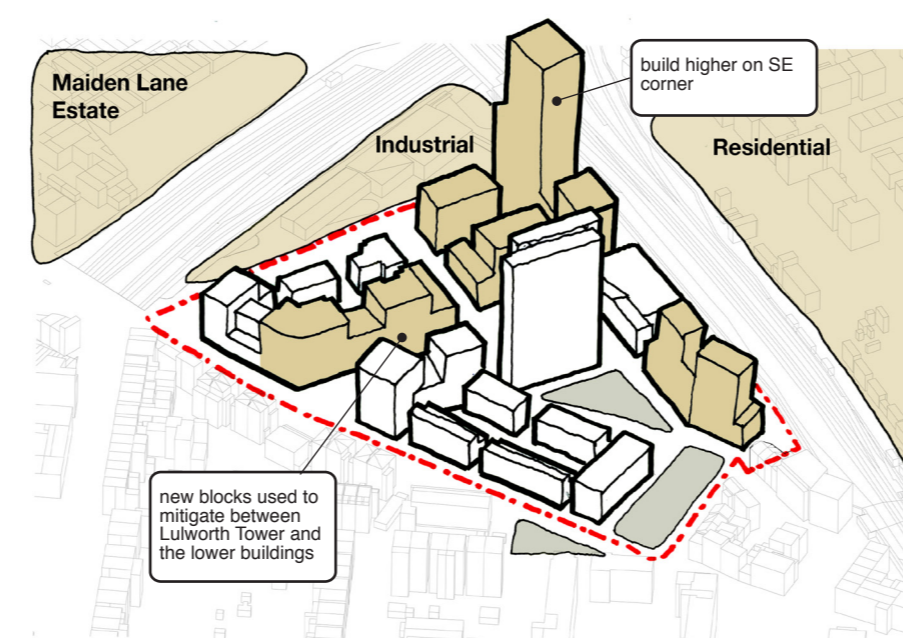 Maiden Lane
Estate
Industrial
build higher on SE
corner
Residential
new blocks used to
mitigate between
Lulworth Tower and
the lower buildings